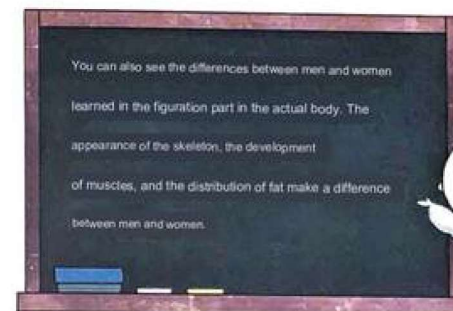 You can also see the differences between men and women
learned in the figuration part in the actual body. The
appearance of the skeleton, the development
of muscles, and the distribution of fat make a difference
between men and women.